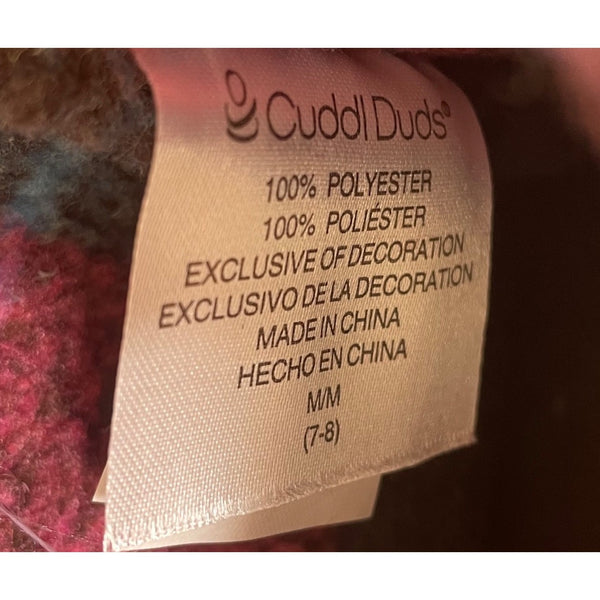 Cuddl Duds®
100% POLYESTER
100% POLIÉSTER
EXCLUSIVE OF DECORATION
EXCLUSIVO DE LA DECORATION
MADE IN CHINA
HECHO EN CHINA
M/M
(7-8)